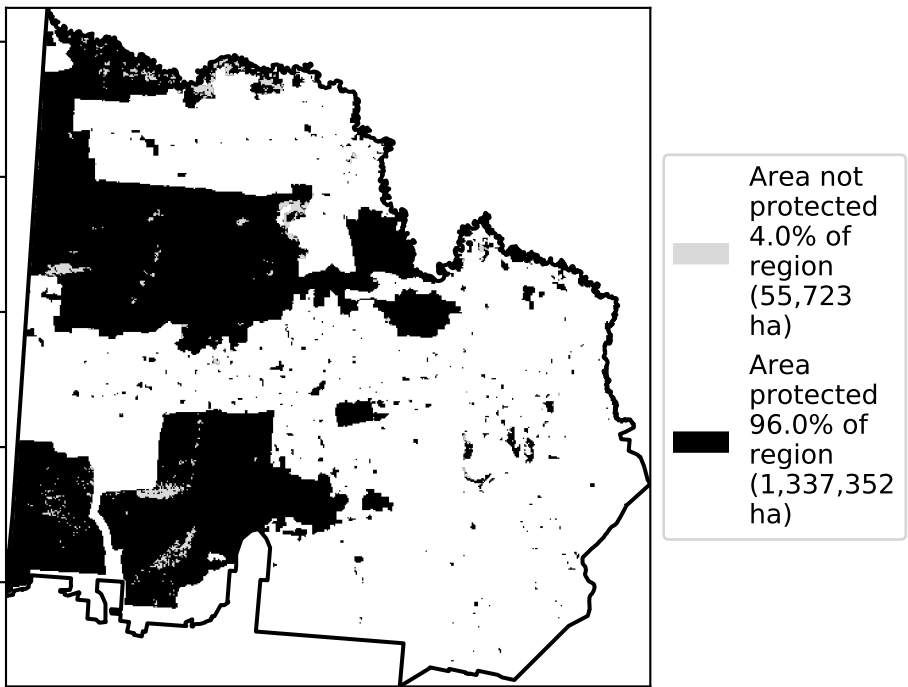 Area not
protected
4.0% of
region
(55,723
ha)
Area
protected
96.0% of
region
(1,337,352
ha)